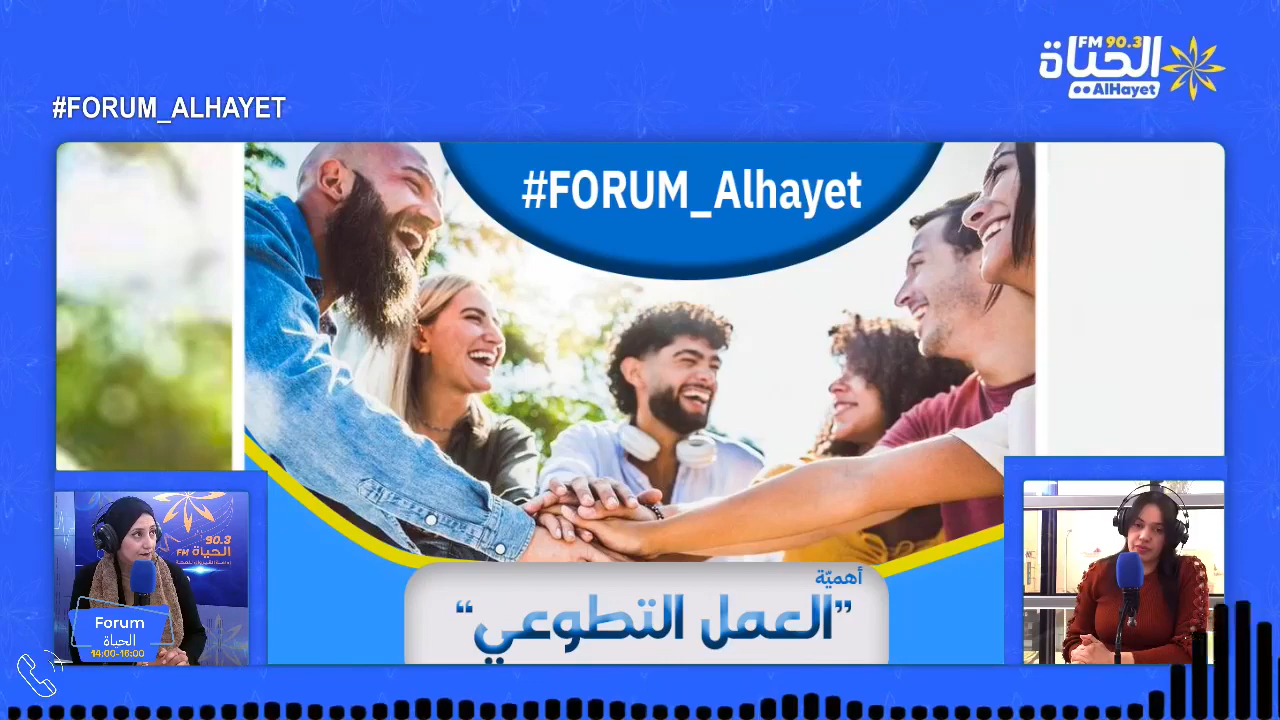 FM 90.3
الحياة
AlHayet
#FORUM_ALHAYET
#FORUM_Alhayet
أهميّة
”العمل التطوعي“
90.3
الحياة FM
Forum
الحياة
14:00-16:00